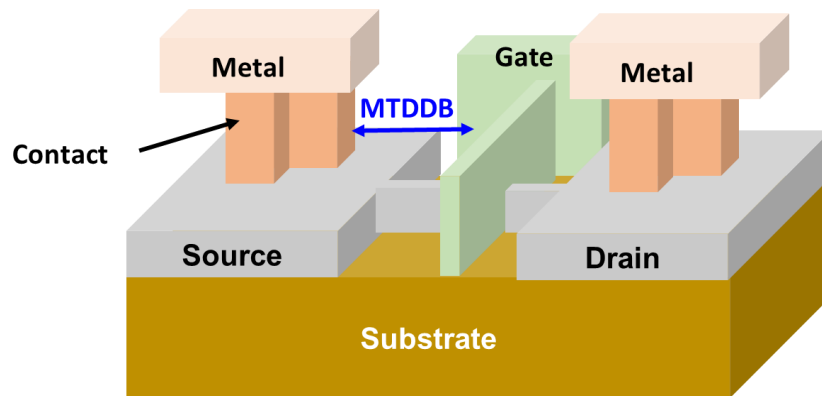 Gate
Metal
Metal
MTDDB
Contact
Source
Drain
Substrate